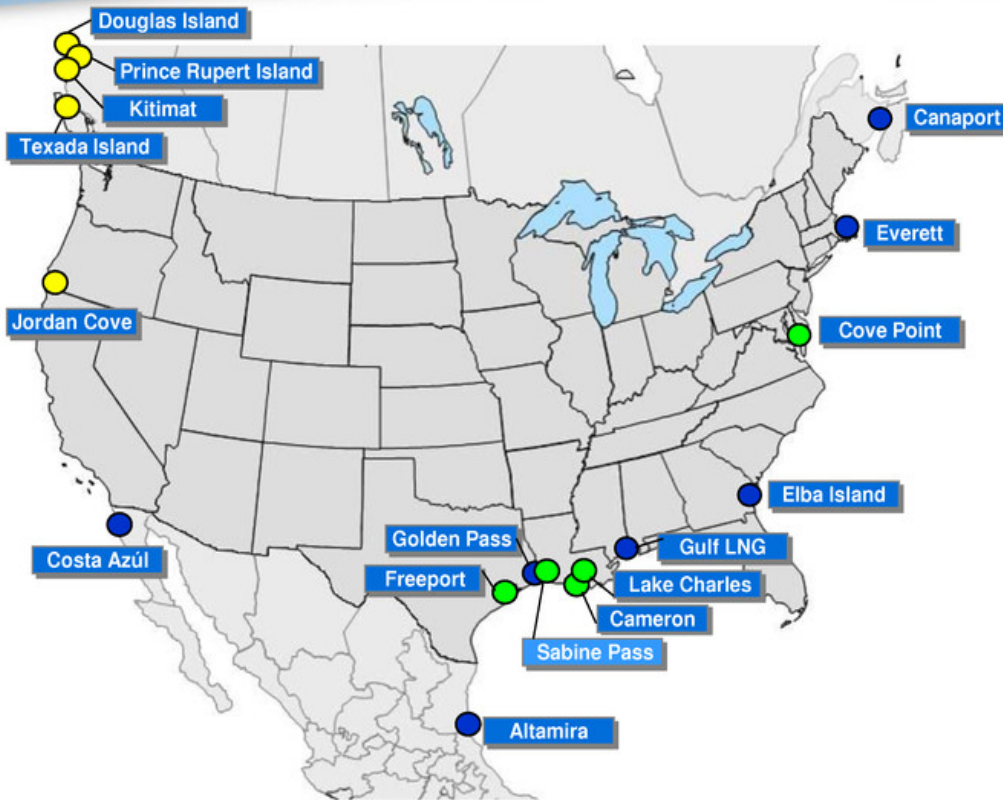 Douglas Island
Prince Rupert Island
Kitimat
Canaport
Texada Island
Everett
Jordan Cove
Cove Point
Elba Island
Golden Pass
Gulf LNG
Costa Azúl
Freeport
Lake Charles
Cameron
Sabine Pass
Altamira